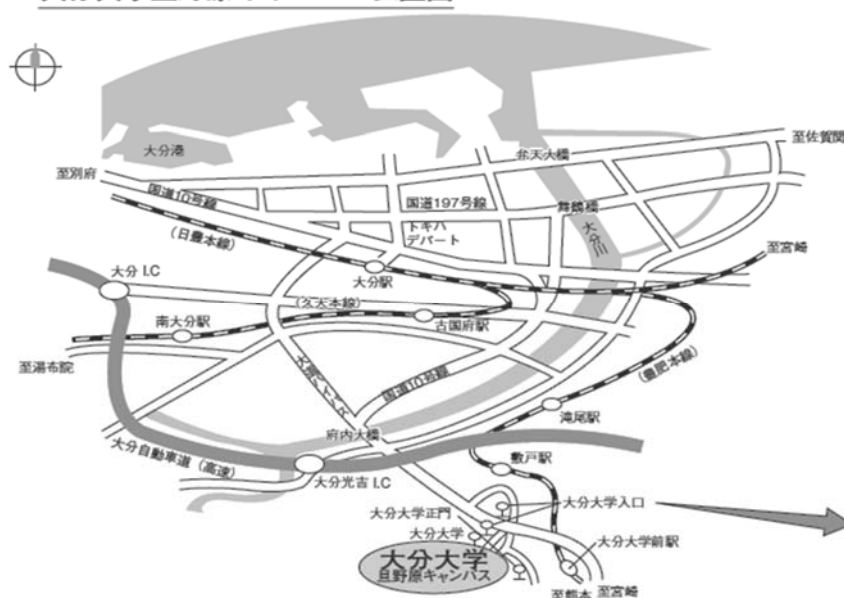 大分港
至佐賀関
弁天大橋
至別府
国道10号線
国道197号線
舞鶴橋
トキハ
デパート
大分川
(日豊本線)
至宮崎
大分I.C
大分駅
(久大本線)
南大分駅
古国府駅
至湯布院
国道10号線
(豊肥本線)
滝尾駅
府内大橋
大分自動車道(高速)
大分光吉I.C
敷戸駅
大分大学入口
大分大学正門
大分大学
大分大学前駅
大分大学
旦野原キャンパス
至熊本
至宮崎